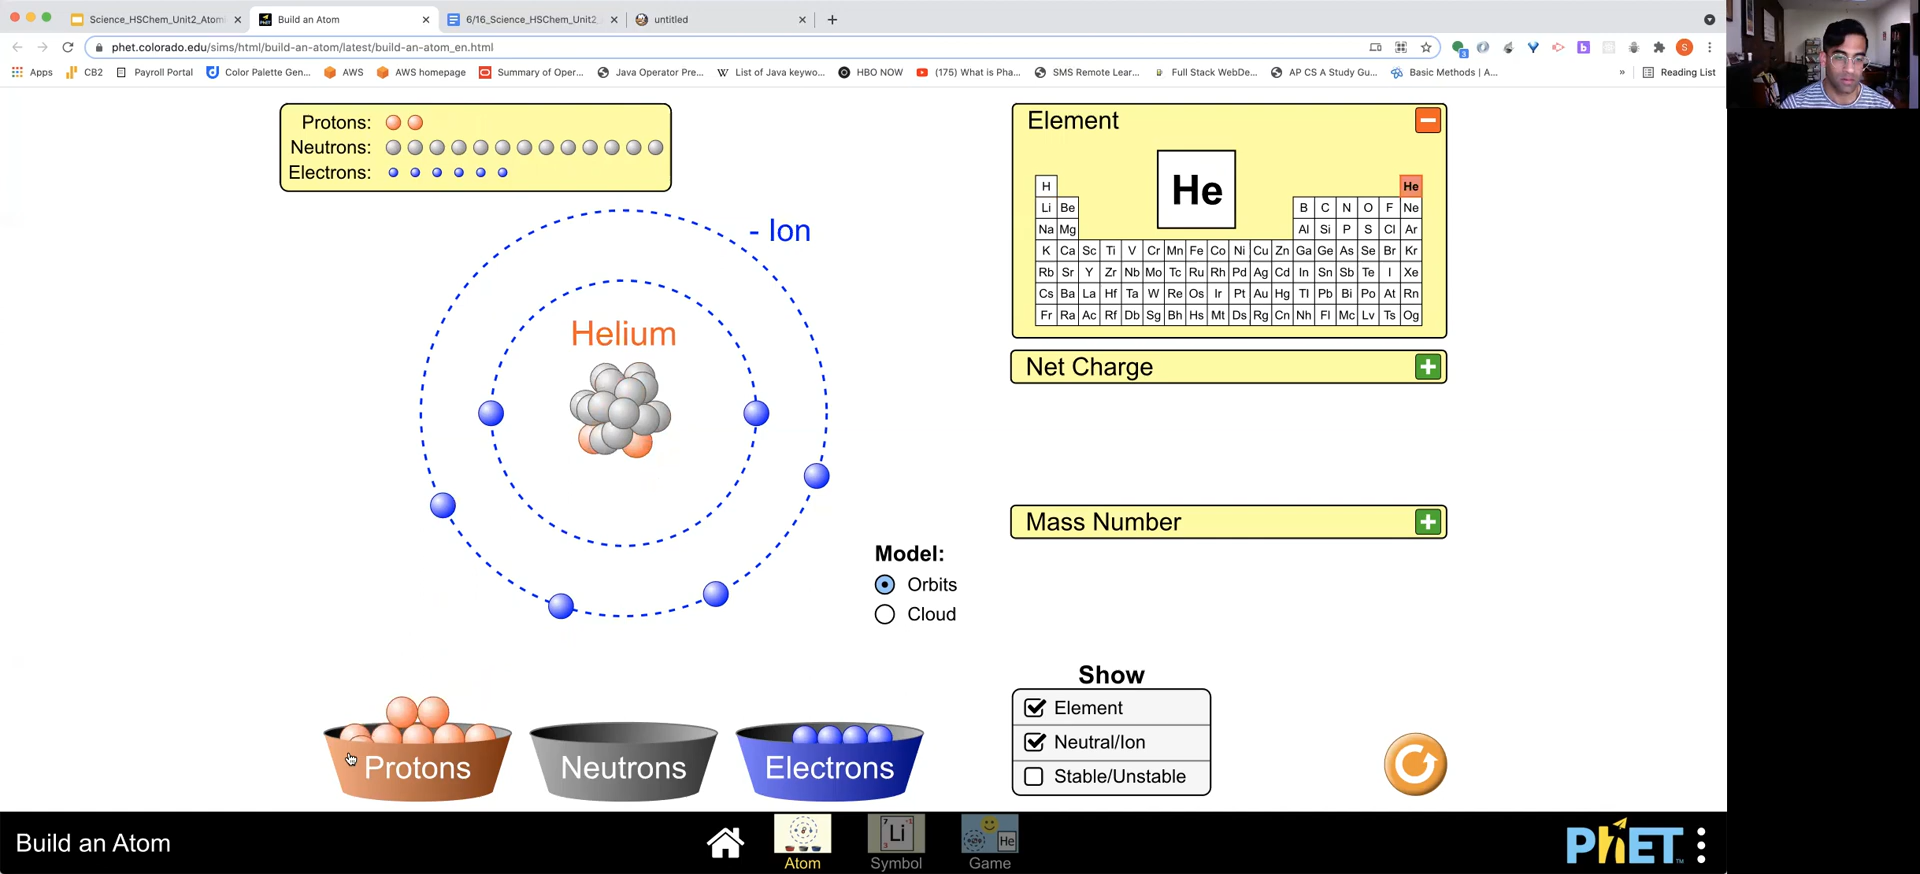 Science_HSChem_Unit2_Atom
Build an Atom
6/16_Science_HSChem_Unit2_
untitled
phet.colorado.edu/sims/html/build-an-atom/latest/build-an-atom_en.html
S
Apps
CB2
Payroll Portal
Color Palette Gen...
AWS
AWS homepage
Summary of Oper...
Java Operator Pre...
List of Java keywo...
HBO NOW
(175) What is Pha...
SMS Remote Lear...
Full Stack WebDe...
AP CS A Study Gu...
Basic Methods | A...
»
Reading List
Protons:
Neutrons:
Electrons:
- Ion
Helium
Element
He
H He
Li Be B C N O F Ne
Na Mg Al Si P S Cl Ar
K Ca Sc Ti V Cr Mn Fe Co Ni Cu Zn Ga Ge As Se Br Kr
Rb Sr Y Zr Nb Mo Tc Ru Rh Pd Ag Cd In Sn Sb Te I Xe
Cs Ba La Hf Ta W Re Os Ir Pt Au Hg Tl Pb Bi Po At Rn
Fr Ra Ac Rf Db Sg Bh Hs Mt Ds Rg Cn Nh Fl Mc Lv Ts Og
Net Charge
Mass Number
Model:
Orbits
Cloud
Show
Element
Neutral/Ion
Stable/Unstable
Protons
Neutrons
Electrons
Build an Atom
Atom
7 +1
Li
3
Symbol
He
Game
PhET